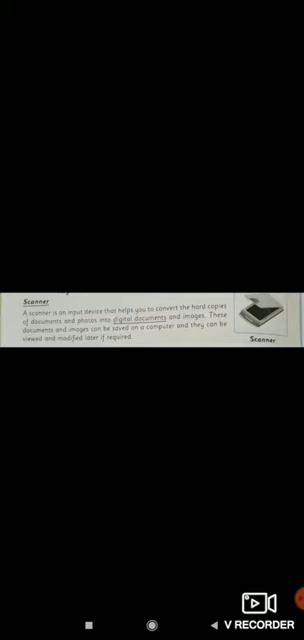 Scanner
A scanner is an input device that helps you to convert the hard copies
of documents and photos into digital documents and images. These
documents and images can be saved on a computer and they can be
viewed and modified later if required.
Scanner
V RECORDER